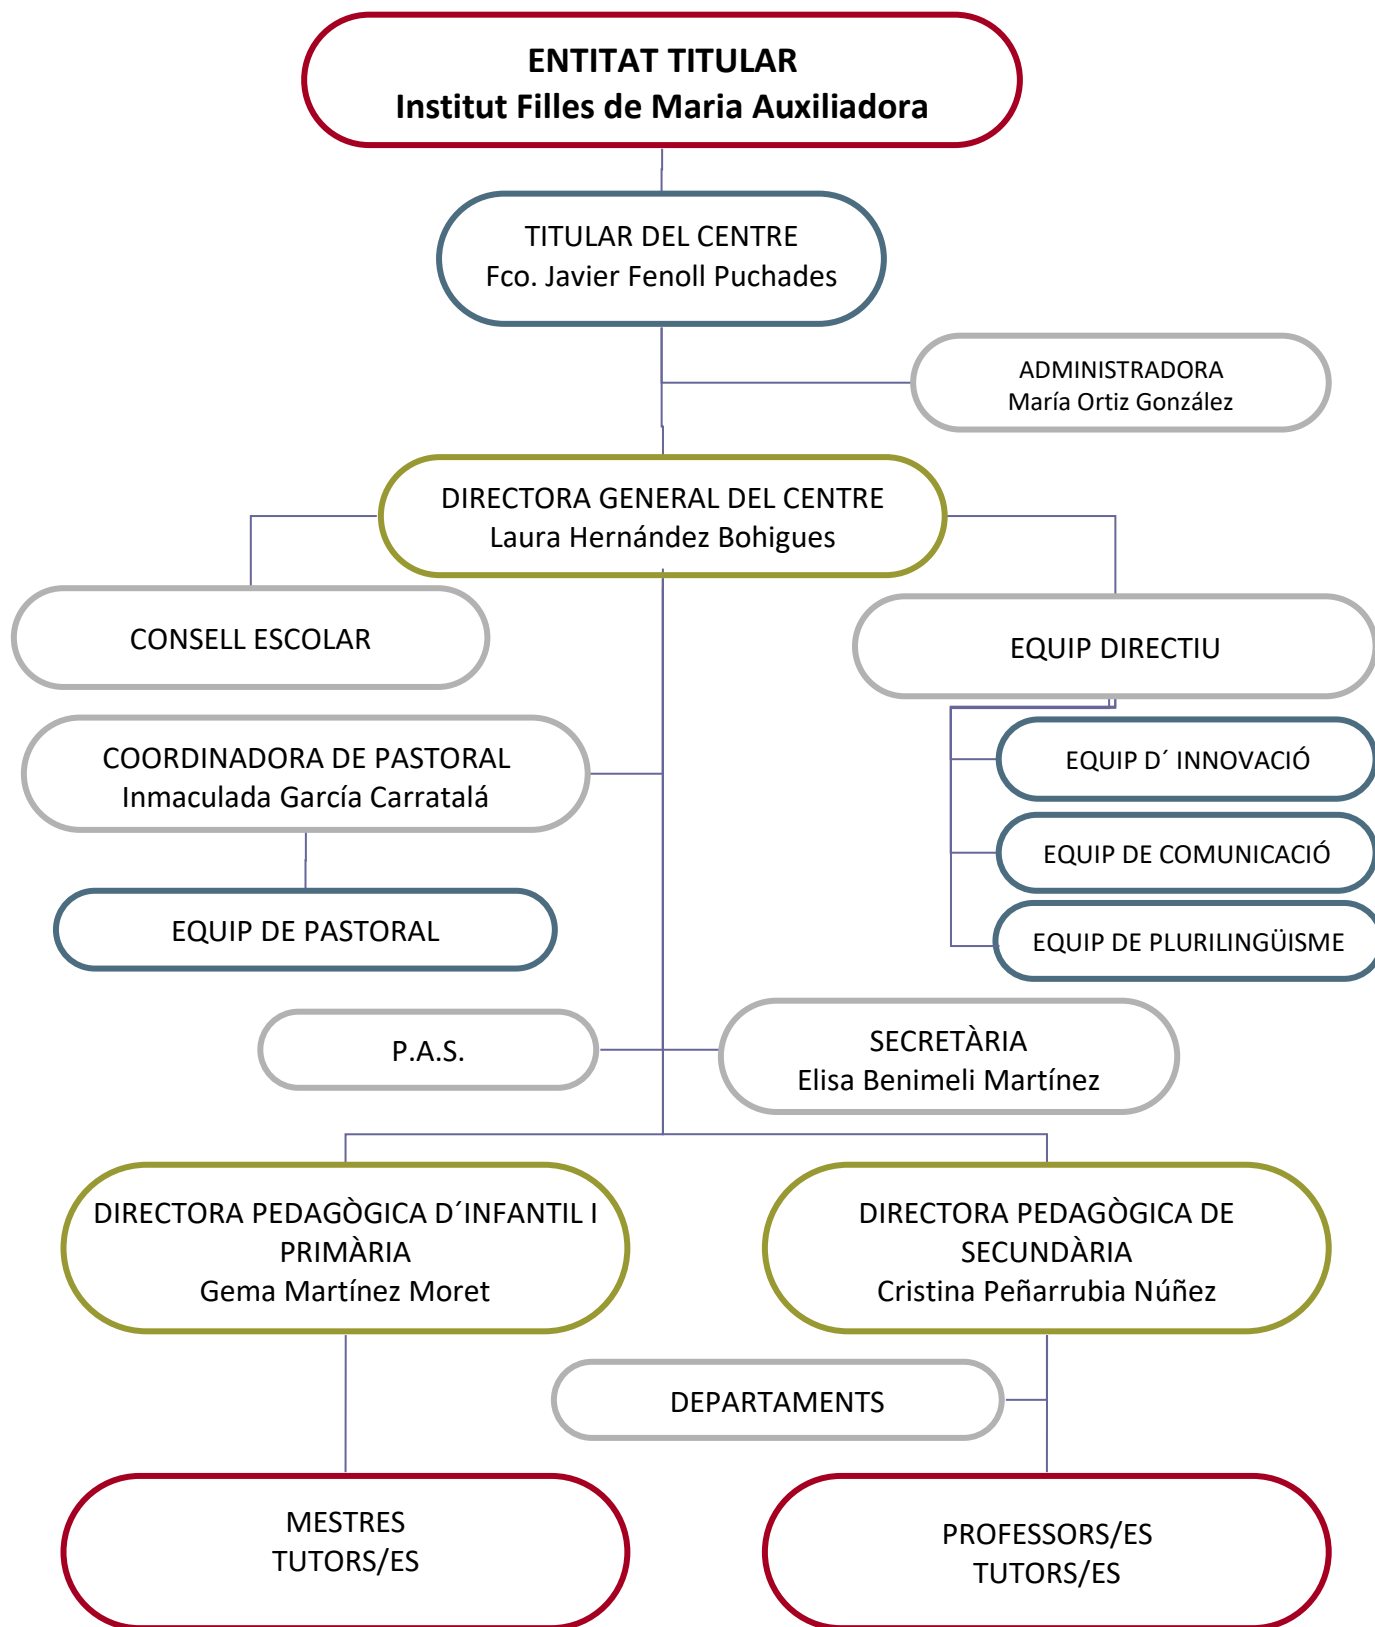 ENTITAT TITULAR
Institut Filles de Maria Auxiliadora
TITULAR DEL CENTRE
Fco. Javier Fenoll Puchades
ADMINISTRADORA
María Ortiz González
DIRECTORA GENERAL DEL CENTRE
Laura Hernández Bohigues
CONSELL ESCOLAR
EQUIP DIRECTIU
COORDINADORA DE PASTORAL
Inmaculada García Carratalá
EQUIP D´ INNOVACIÓ
EQUIP DE COMUNICACIÓ
EQUIP DE PASTORAL
EQUIP DE PLURILINGÜISME
P.A.S.
SECRETÀRIA
Elisa Benimeli Martínez
DIRECTORA PEDAGÒGICA D´INFANTIL I
PRIMÀRIA
Gema Martínez Moret
DIRECTORA PEDAGÒGICA DE
SECUNDÀRIA
Cristina Peñarrubia Núñez
DEPARTAMENTS
MESTRES
TUTORS/ES
PROFESSORS/ES
TUTORS/ES